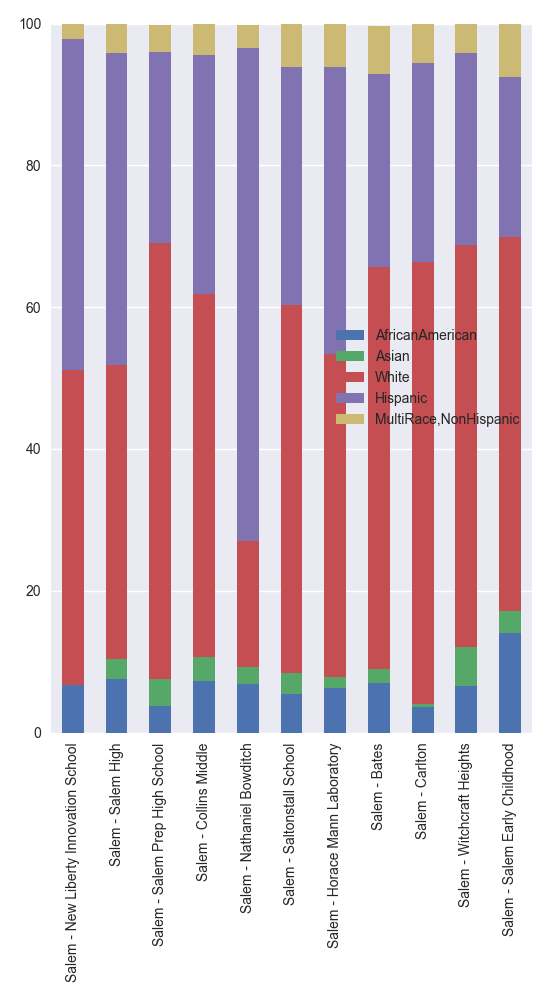 100
80
60
40
20
0
AfricanAmerican
Asian
White
Hispanic
MultiRace,NonHispanic
Salem - New Liberty Innovation School
Salem - Salem High
Salem - Salem Prep High School
Salem - Collins Middle
Salem - Nathaniel Bowditch
Salem - Saltonstall School
Salem - Horace Mann Laboratory
Salem - Bates
Salem - Carlton
Salem - Witchcraft Heights
Salem - Salem Early Childhood